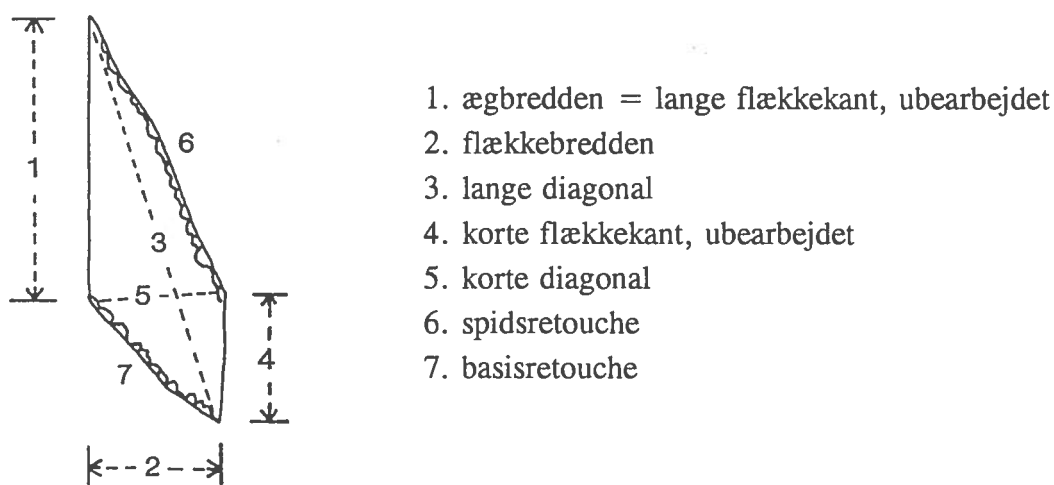 1
6
3
5
4
7
2
1. ægbredden = lange flækkekant, ubearbejdet
2. flækkebredden
3. lange diagonal
4. korte flækkekant, ubearbejdet
5. korte diagonal
6. spidsretouche
7. basisretouche